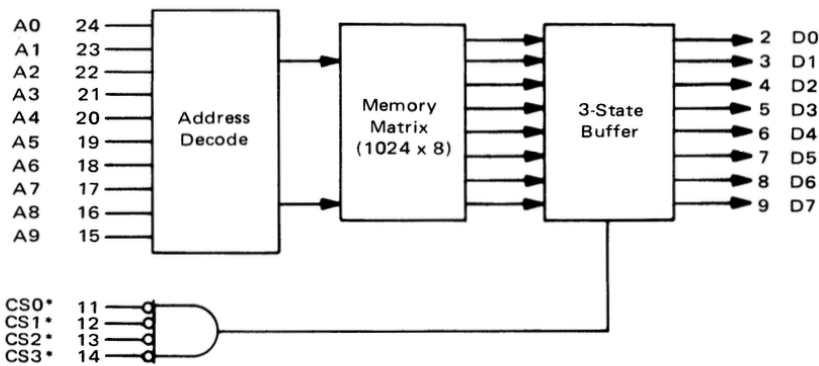 A0 24
A1 23
A2 22
A3 21
A4 20
A5 19
A6 18
A7 17
A8 16
A9 15
Address
Decode
Memory
Matrix
(1024 x 8)
3-State
Buffer
2 D0
3 D1
4 D2
5 D3
6 D4
7 D5
8 D6
9 D7
CS0* 11
CS1* 12
CS2* 13
CS3* 14